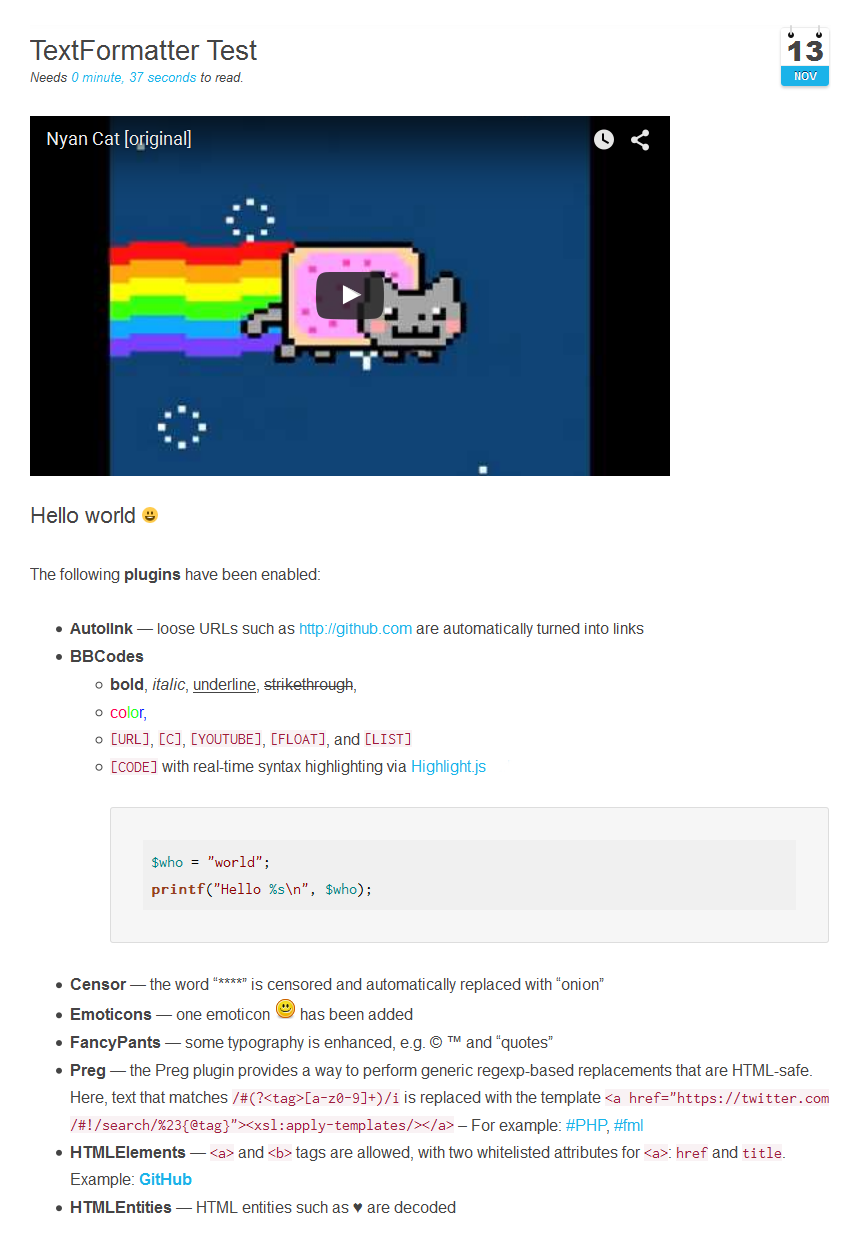 TextFormatter Test
13
NOV
Needs 0 minute, 37 seconds to read.
Nyan Cat [original]
Hello world 😃
The following plugins have been enabled:
• Autolink — loose URLs such as http://github.com are automatically turned into links
• BBCodes
◦ bold, italic, underline, strikethrough,
◦ color,
◦ [URL], [C], [YOUTUBE], [FLOAT], and [LIST]
◦ [CODE] with real-time syntax highlighting via Highlight.js
$who = "world";
printf("Hello %s\n", $who);
• Censor — the word “****” is censored and automatically replaced with “onion”
• Emoticons — one emoticon 🙂 has been added
• FancyPants — some typography is enhanced, e.g. © ™ and “quotes”
• Preg — the Preg plugin provides a way to perform generic regexp-based replacements that are HTML-safe.
Here, text that matches /#(?<tag>[a-z0-9]+)/i is replaced with the template <a href="https://twitter.com
/#!/search/%23{@tag}"><xsl:apply-templates/></a> – For example: #PHP, #fml
• HTMLElements — <a> and <b> tags are allowed, with two whitelisted attributes for <a>: href and title.
Example: GitHub
• HTMLEntities — HTML entities such as ♥ are decoded